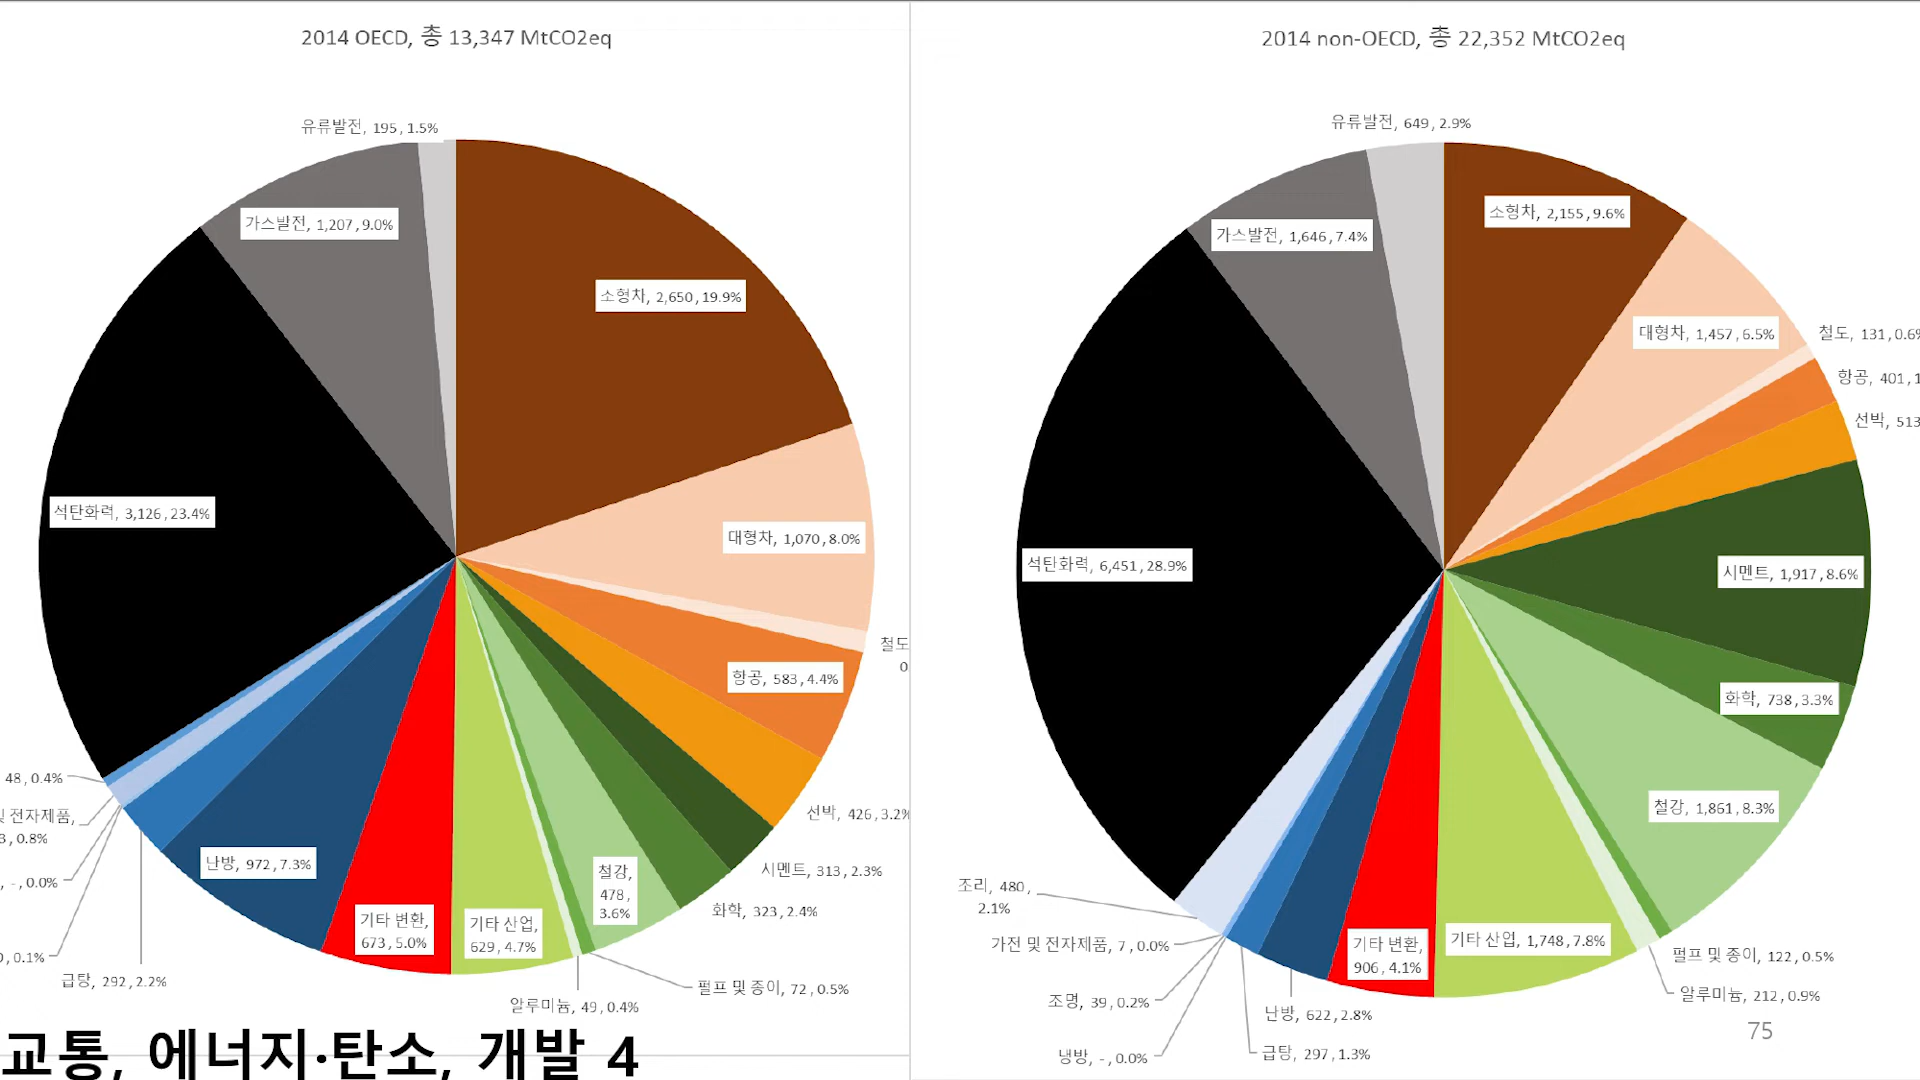 2014 OECD, 총 13,347 MtCO2eq
유류발전, 195, 1.5%
가스발전, 1,207, 9.0%
소형차, 2,650, 19.9%
석탄화력, 3,126, 23.4%
대형차, 1,070, 8.0%
철도
항공, 583, 4.4%
선박, 426, 3.2%
시멘트, 313, 2.3%
화학, 323, 2.4%
철강,
478,
3.6%
펄프 및 종이, 72, 0.5%
알루미늄, 49, 0.4%
기타 산업,
629, 4.7%
기타 변환,
673, 5.0%
난방, 972, 7.3%
급탕, 292, 2.2%
0.1%
-, 0.0%
전자제품,
0.8%
48, 0.4%
2014 non-OECD, 총 22,352 MtCO2eq
유류발전, 649, 2.9%
소형차, 2,155, 9.6%
가스발전, 1,646, 7.4%
대형차, 1,457, 6.5%
철도, 131, 0.6%
항공, 401,
선박, 513
석탄화력, 6,451, 28.9%
시멘트, 1,917, 8.6%
화학, 738, 3.3%
철강, 1,861, 8.3%
펄프 및 종이, 122, 0.5%
알루미늄, 212, 0.9%
기타 산업, 1,748, 7.8%
기타 변환,
906, 4.1%
난방, 622, 2.8%
급탕, 297, 1.3%
냉방, -, 0.0%
조명, 39, 0.2%
가전 및 전자제품, 7, 0.0%
조리, 480,
2.1%
75
교통, 에너지·탄소, 개발 4